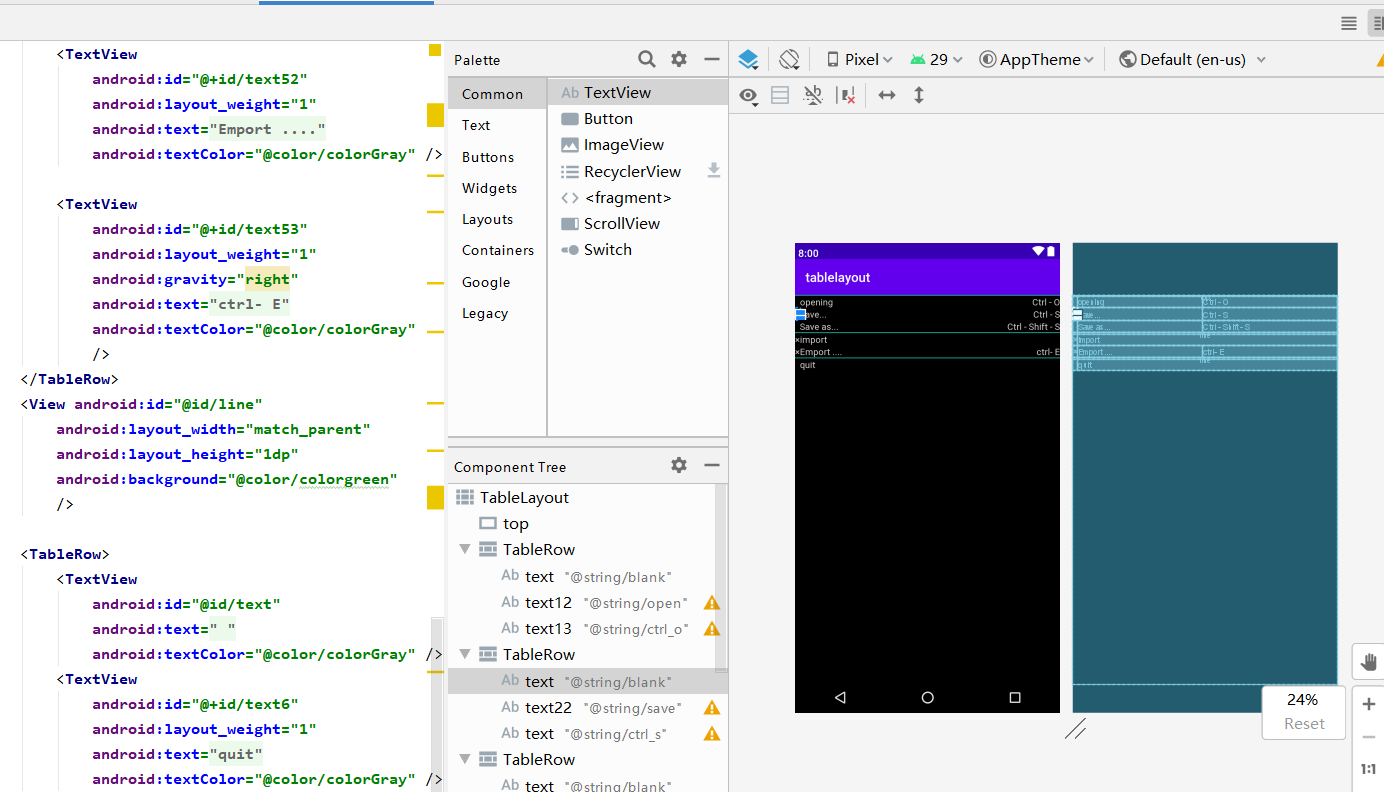 <TextView
android:id="@+id/text52"
android:layout_weight="1"
android:text="Emport ...."
android:textColor="@color/colorGray" />
<TextView
android:id="@+id/text53"
android:layout_weight="1"
android:gravity="right"
android:text="ctrl- E"
android:textColor="@color/colorGray"
/>
</TableRow>
<View android:id="@id/line"
android:layout_width="match_parent"
android:layout_height="1dp"
android:background="@color/colorgreen"
/>
<TableRow>
<TextView
android:id="@id/text"
android:text=" "
android:textColor="@color/colorGray" />
<TextView
android:id="@+id/text6"
android:layout_weight="1"
android:text="quit"
android:textColor="@color/colorGray" />
Palette
Common
Text
Buttons
Widgets
Layouts
Containers
Google
Legacy
Ab TextView
Button
ImageView
RecyclerView
<fragment>
ScrollView
Switch
Component Tree
TableLayout
top
TableRow
Ab text "@string/blank"
Ab text12 "@string/open"
Ab text13 "@string/ctrl_o"
TableRow
Ab text "@string/blank"
Ab text22 "@string/save"
Ab text "@string/ctrl_s"
TableRow
Ab text "@string/blank"
Pixel 29 AppTheme Default (en-us)
8:00
tablelayout
opening Ctrl - O
ave... Ctrl - S
Save as... Ctrl - Shift - S
×import
×Emport .... ctrl- E
quit
opening Ctrl - O
ave... Ctrl - S
Save as... Ctrl - Shift - S
import
Emport .... ctrl- E
quit
24%
Reset
1:1